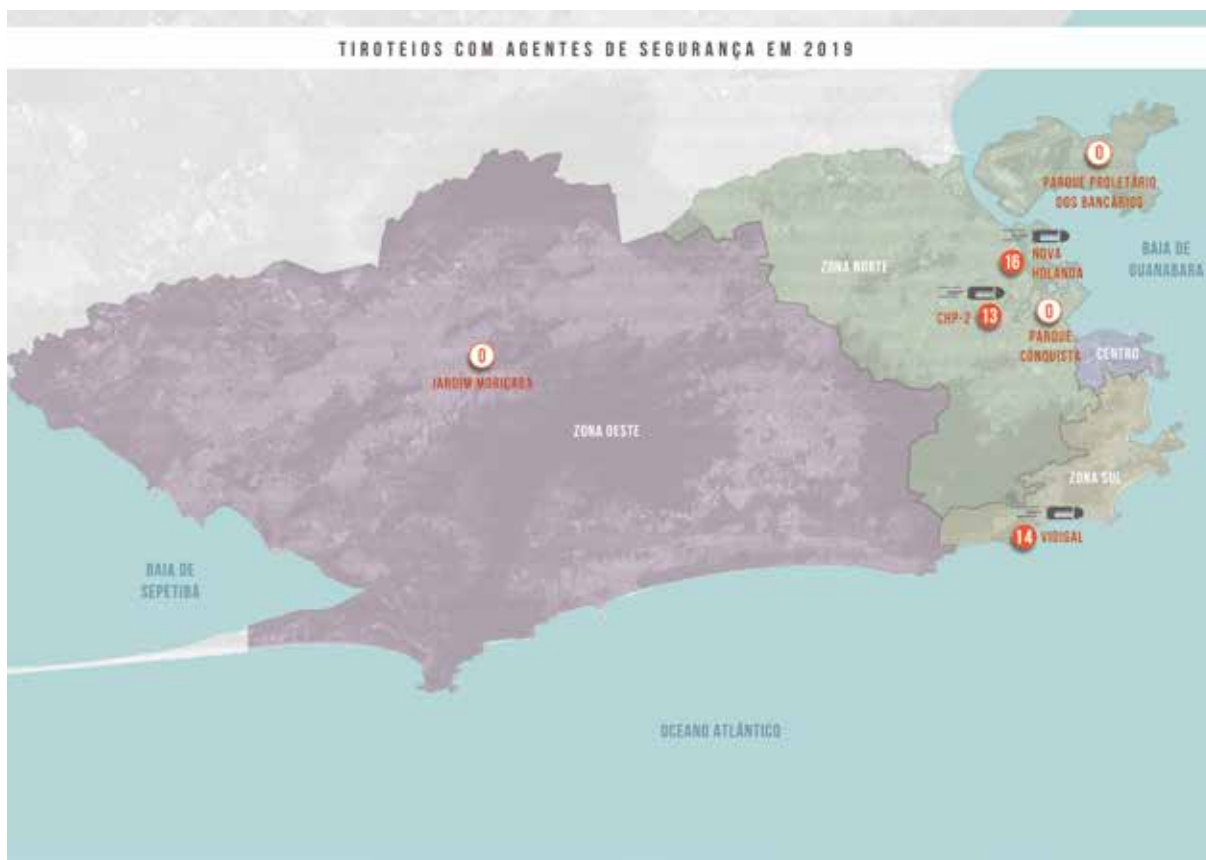 TIROTEIOS COM AGENTES DE SEGURANÇA EM 2019
0
PARQUE PROLETÁRIO
DOS BANCÁRIOS
BAIA DE
GUANABARA
16
NOVA
HOLANDA
ZONA NORTE
CHP-2
13
0
PARQUE
CONQUISTA
CENTRO
0
JARDIM MORIÇABA
ZONA OESTE
ZONA SUL
14
VIDIGAL
BAIA DE
SEPETIBA
OCEANO ATLÂNTICO